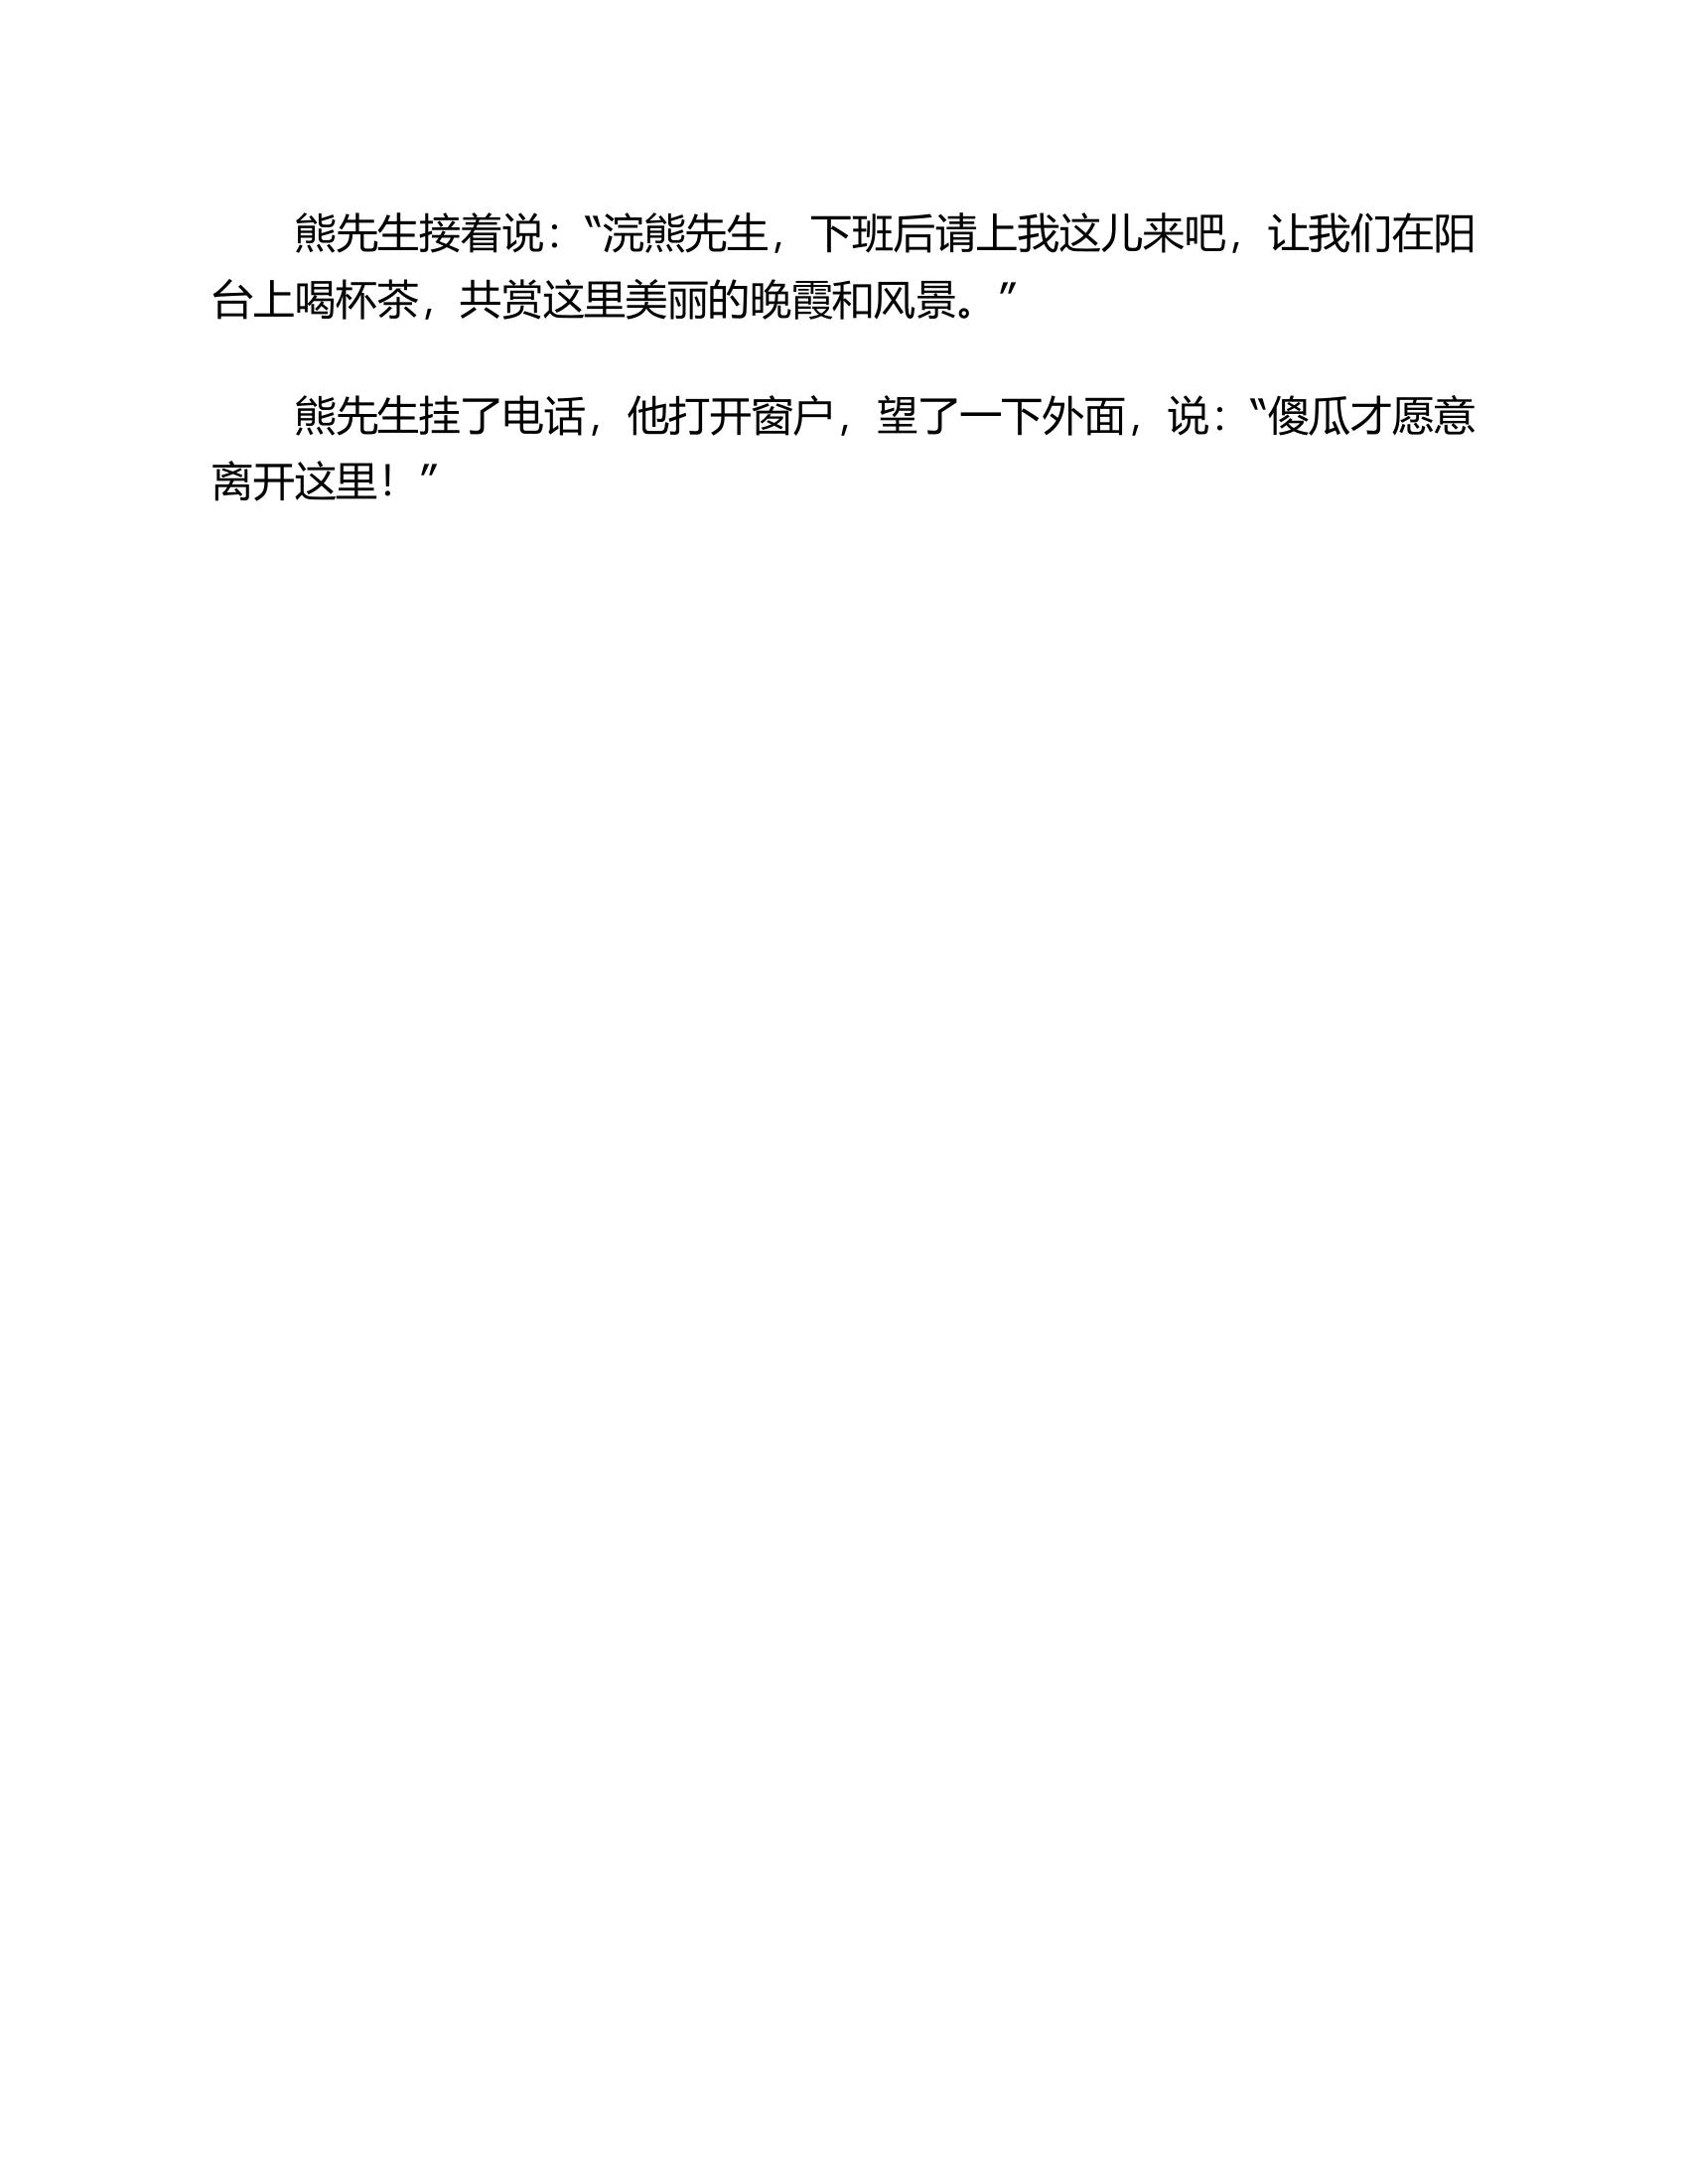 熊先生接着说：“浣熊先生，下班后请上我这儿来吧，让我们在阳
台上喝杯茶，共赏这里美丽的晚霞和风景。”
熊先生挂了电话，他打开窗户，望了一下外面，说：“傻瓜才愿意
离开这里！”